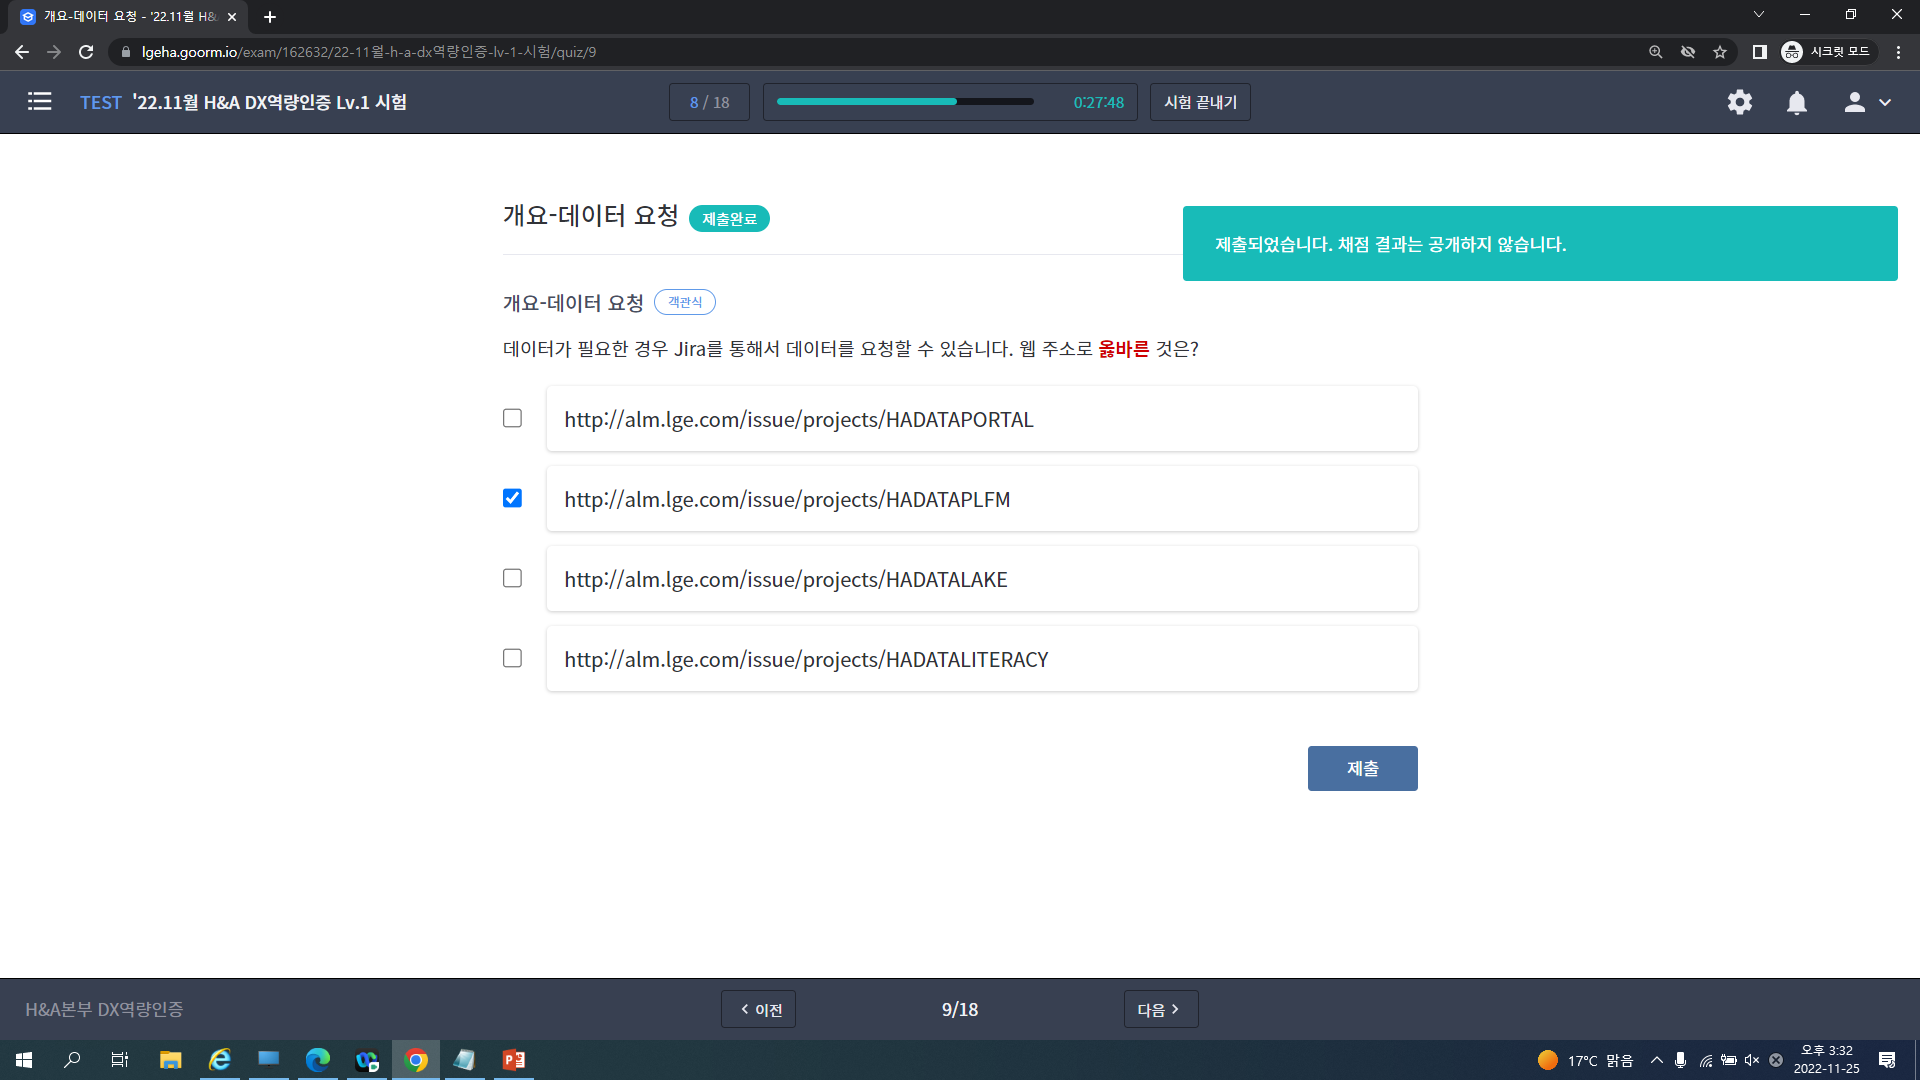 개요-데이터 요청 - '22.11월 H&
lgeha.goorm.io/exam/162632/22-11월-h-a-dx역량인증-lv-1-시험/quiz/9
시크릿 모드
TEST '22.11월 H&A DX역량인증 Lv.1 시험
8 / 18
0:27:48
시험 끝내기
개요-데이터 요청 제출완료
제출되었습니다. 채점 결과는 공개하지 않습니다.
개요-데이터 요청 객관식
데이터가 필요한 경우 Jira를 통해서 데이터를 요청할 수 있습니다. 웹 주소로 옳바른 것은?
http://alm.lge.com/issue/projects/HADATAPORTAL
http://alm.lge.com/issue/projects/HADATAPLFM
http://alm.lge.com/issue/projects/HADATALAKE
http://alm.lge.com/issue/projects/HADATALITERACY
제출
H&A본부 DX역량인증
이전
9/18
다음
17°C 맑음
오후 3:32
2022-11-25